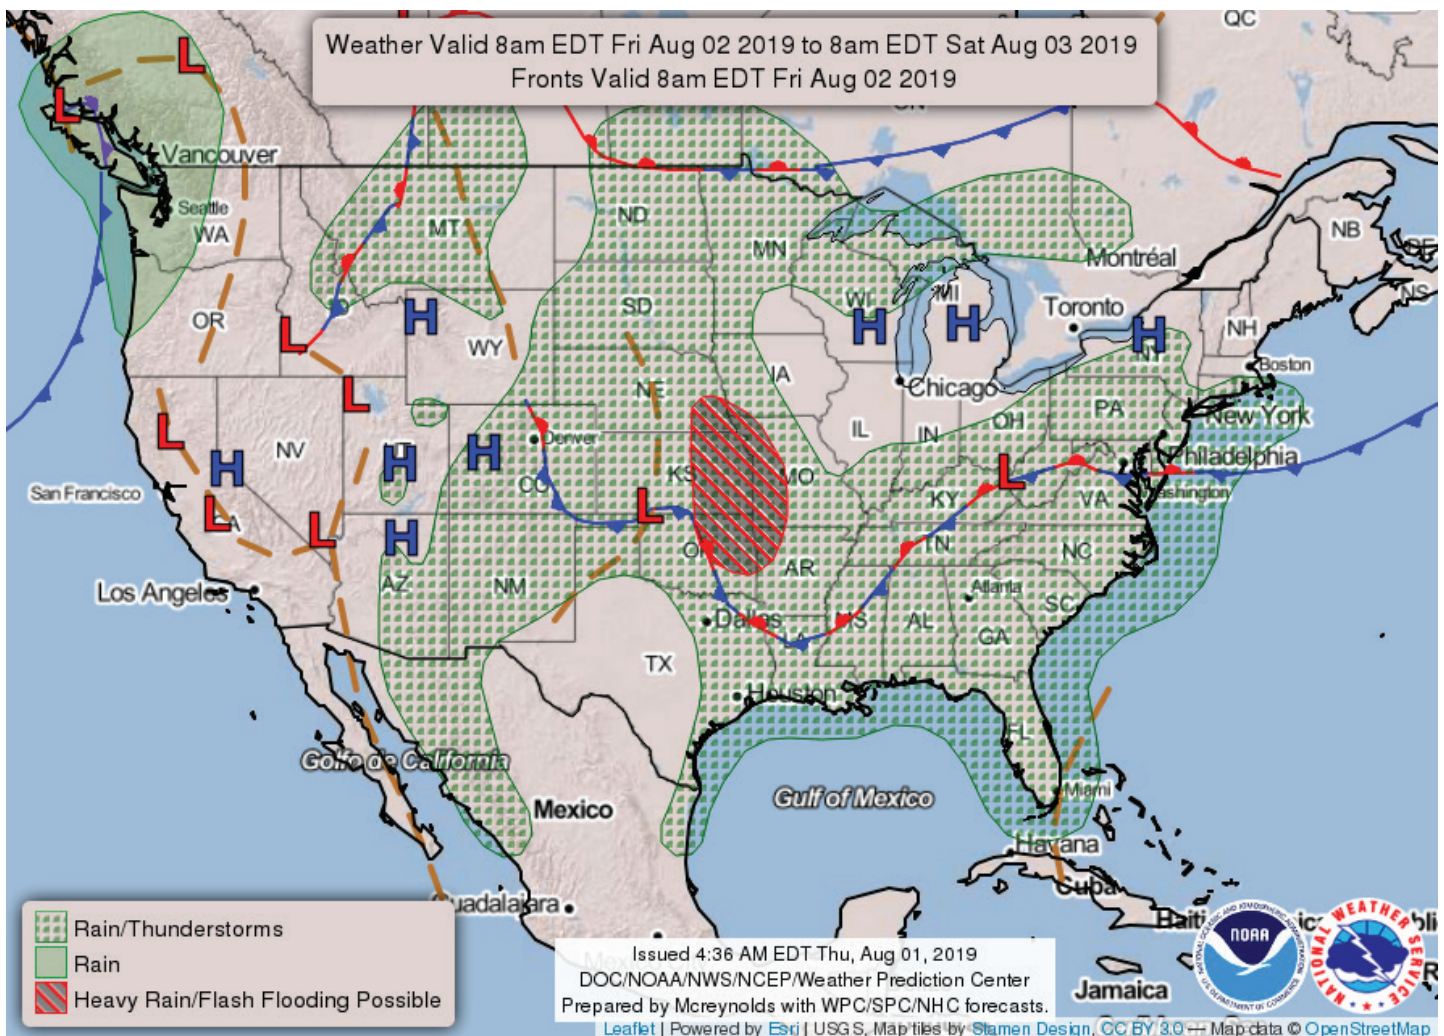 QC
Weather Valid 8am EDT Fri Aug 02 2019 to 8am EDT Sat Aug 03 2019
Fronts Valid 8am EDT Fri Aug 02 2019
L
L
Vancouver
Seattle
WA
MT
ND
MN
Montréal
NB
NS
OR
L
H
SD
WI
MI
H
H
Toronto
H
NY
NH
Boston
WY
IA
Chicago
L
NE
PA
New York
L
NV
UT
H
H
H
Denver
CO
KS
MO
IL
IN
OH
Philadelphia
San Francisco
L
CA
L
H
L
OK
KY
L
VA
Washington
Los Angeles
AZ
NM
AR
TN
NC
Atlanta
SC
Dallas
LA
MS
AL
GA
TX
Houston
FL
Golfo de California
Mexico
Gulf of Mexico
Miami
Havana
Cuba
Jamaica
Rain/Thunderstorms
Rain
Heavy Rain/Flash Flooding Possible
Issued 4:36 AM EDT Thu, Aug 01, 2019
DOC/NOAA/NWS/NCEP/Weather Prediction Center
Prepared by Mcreynolds with WPC/SPC/NHC forecasts.
NOAA
NATIONAL WEATHER SERVICE
Leaflet | Powered by Esri | USGS, Map tiles by Stamen Design, CC BY 3.0 — Map data © OpenStreetMap